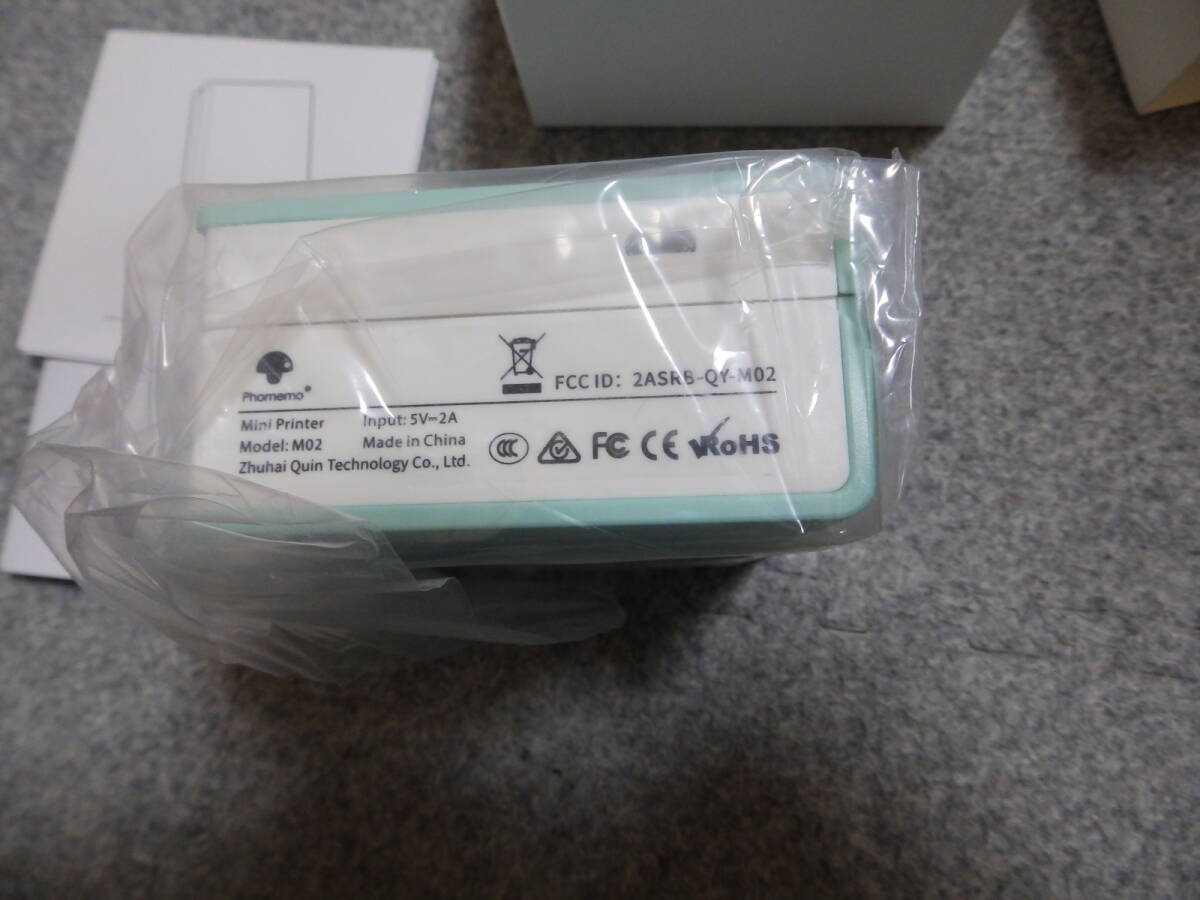 Phomemo®
FCC ID: 2ASRB-QY-M02
Mini Printer Input: 5V⎓2A
Model: M02 Made in China
Zhuhai Quin Technology Co., Ltd.
CCC FC CE RoHS